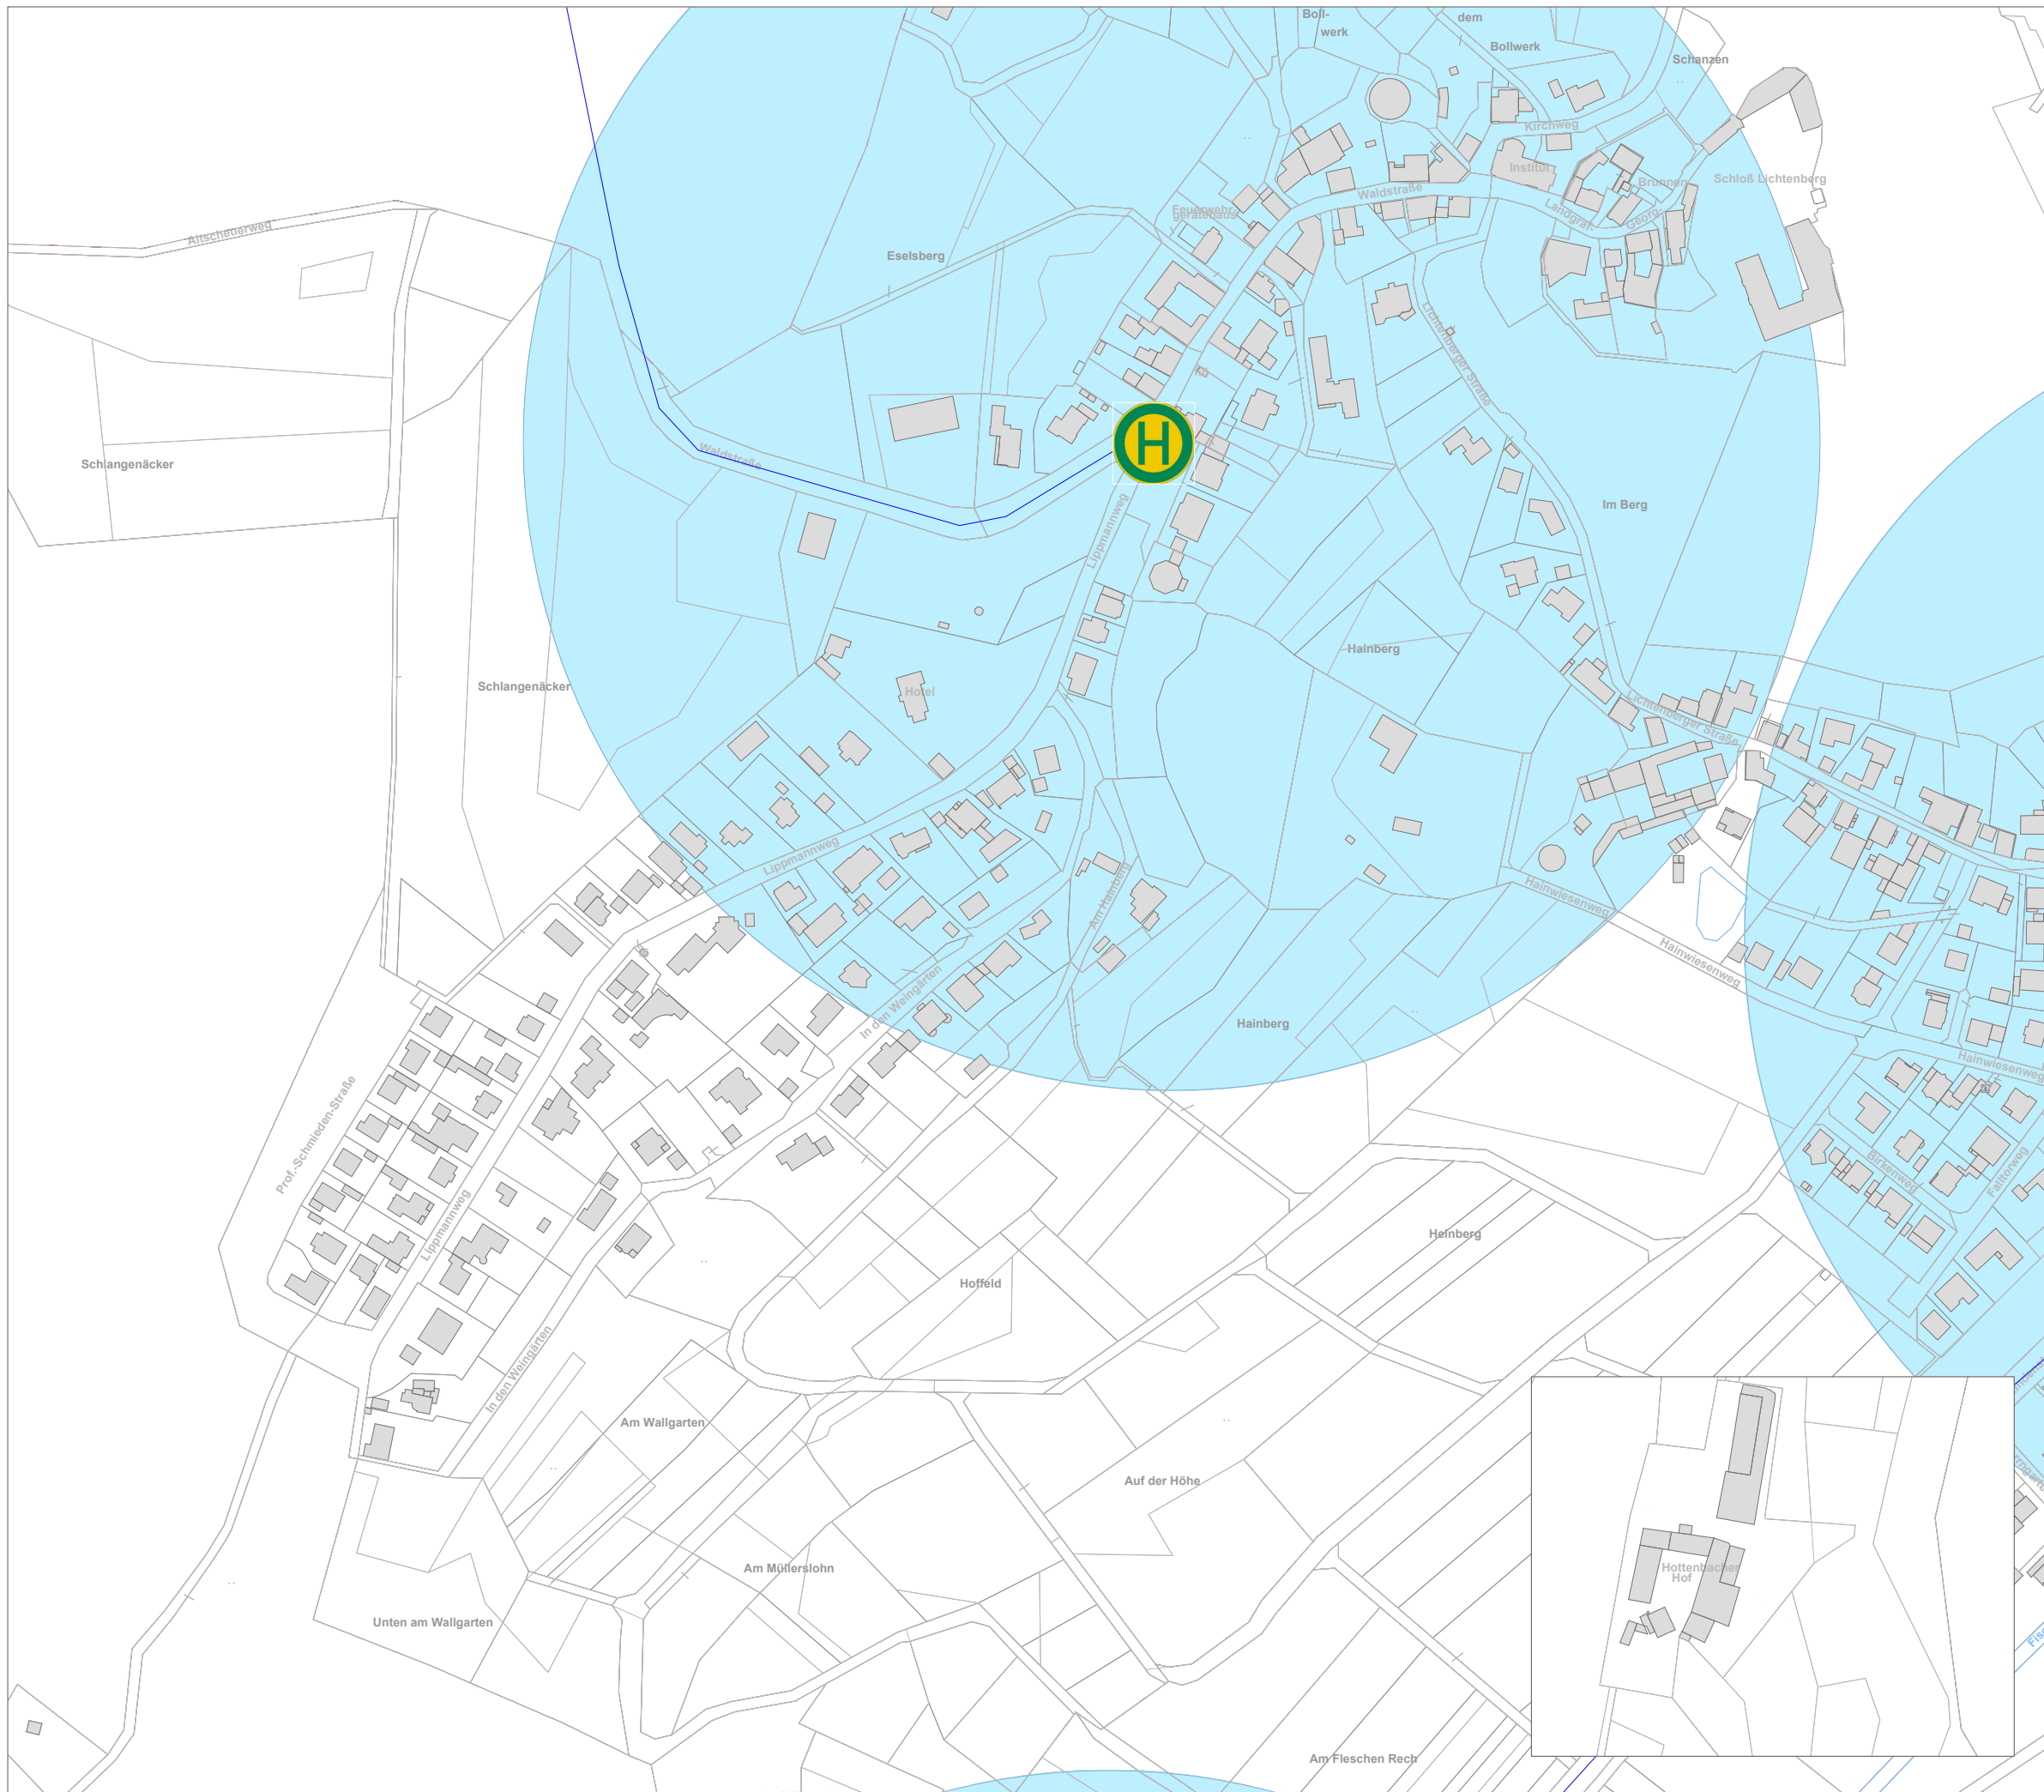 Boll-
werk
dem
Bollwerk
Schanzen
Kirchweg
Institut
Schloß Lichtenberg
Brunnen
Waldstraße
Landgraf-
Georg-
Feuerwehr-
gerätehaus
Altscheuerweg
Eselsberg
Lichtenberger Straße
Schlangenäcker
Waldstraße
H
Im Berg
Lippmannweg
Hainberg
Schlangenäcker
Hotel
Lichtenberger Straße
Lippmannweg
Am Hainberg
Hainwiesenweg
Hainwiesenweg
In den Weingärten
Hainberg
Hainwiesenweg
Prof.-Schmieden-Straße
Birkenweg
Falltorweg
Lippmannweg
Heinberg
Hoffeld
In den Weingärten
Am Wallgarten
Auf der Höhe
Am Müllerslohn
Hottenbacher
Hof
Unten am Wallgarten
Am Fleschen Rech